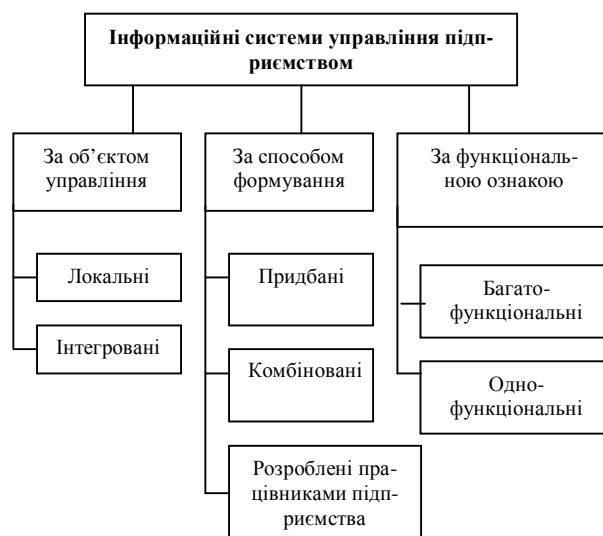 Інформаційні системи управління підп-
риємством
За об’єктом
управління
Локальні
Інтегровані
За способом
формування
Придбані
Комбіновані
Розроблені пра-
цівниками підп-
риємства
За функціональ-
ною ознакою
Багато-
функціональні
Одно-
функціональні